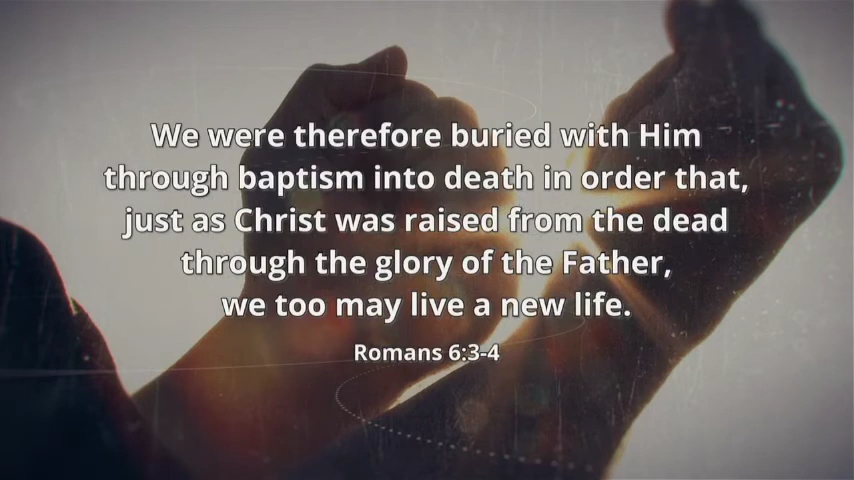 We were therefore buried with Him
through baptism into death in order that,
just as Christ was raised from the dead
through the glory of the Father,
we too may live a new life.
Romans 6:3-4